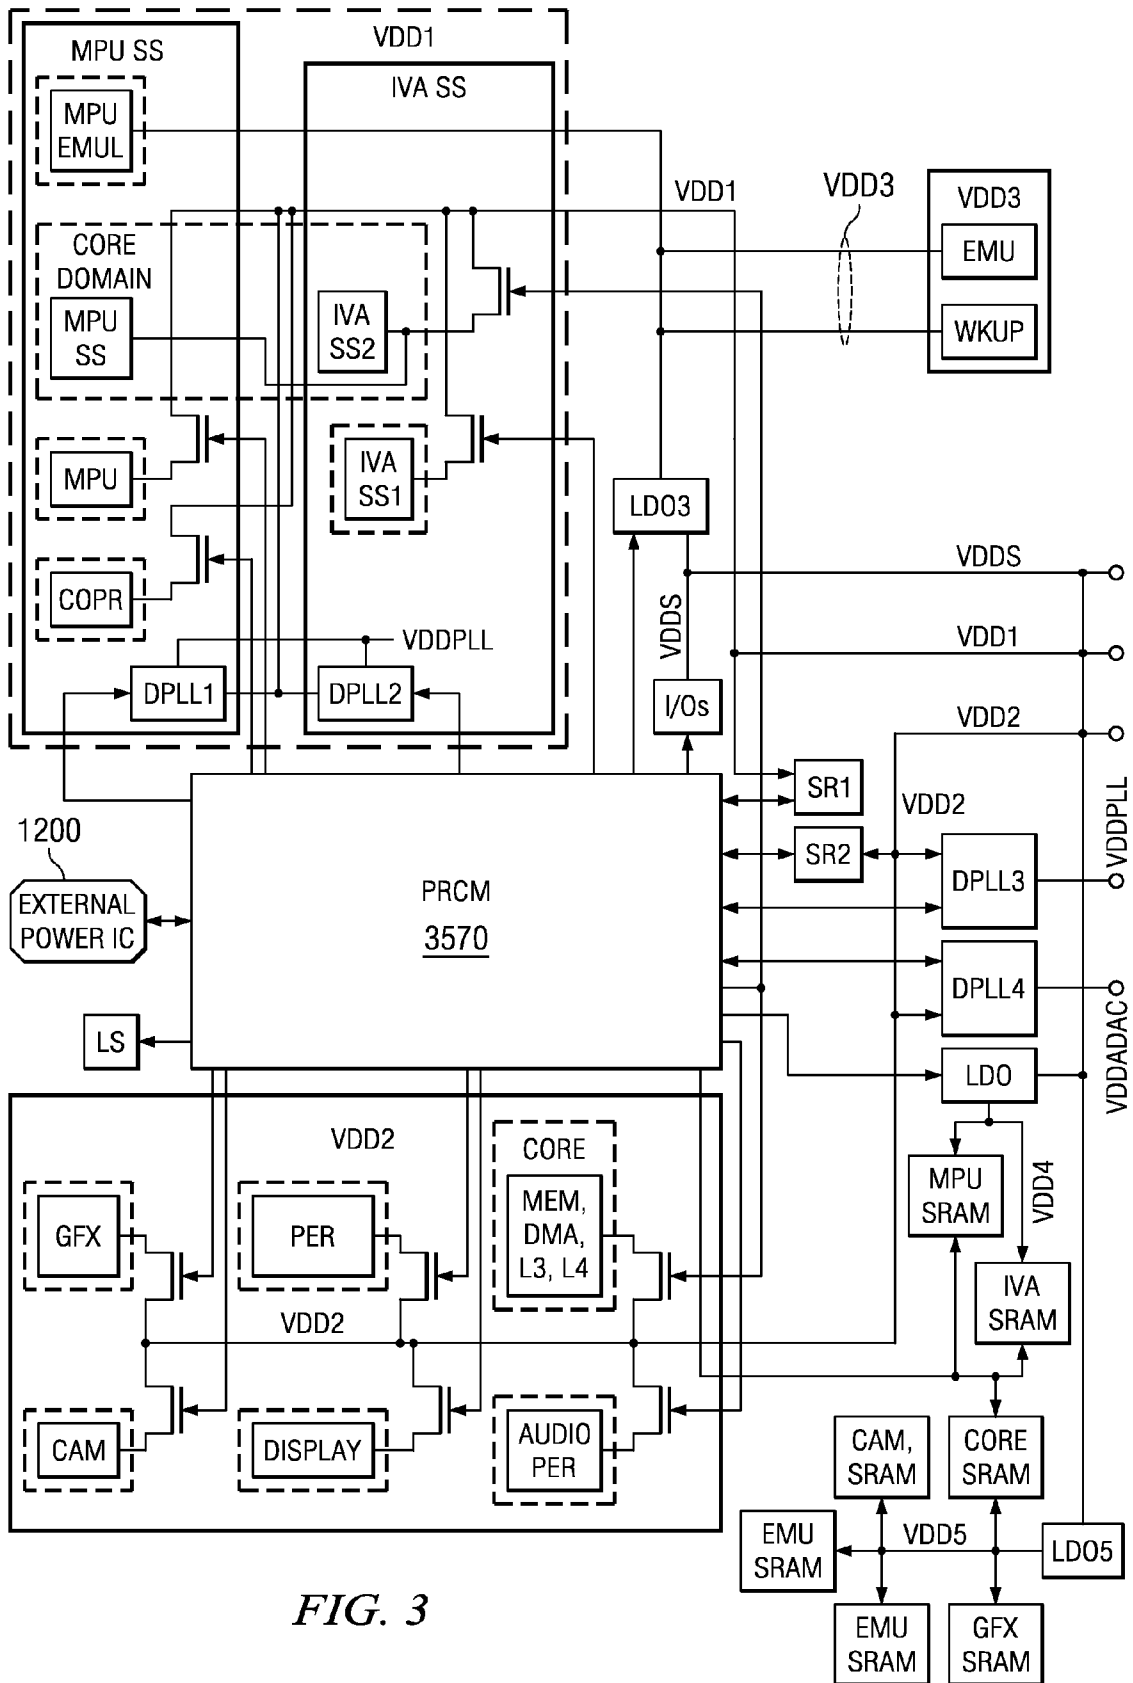 VDD1
MPU SS
IVA SS
MPU
EMUL
VDD1
VDD3
VDD3
EMU
WKUP
CORE
DOMAIN
MPU
SS
IVA
SS2
MPU
IVA
SS1
LDO3
COPR
VDDS
VDDS
VDD1
VDDPLL
DPLL1
DPLL2
I/Os
VDD2
SR1
VDD2
VDDPLL
1200
SR2
EXTERNAL
POWER IC
PRCM
3570
DPLL3
DPLL4
VDDADAC
LS
LDO
VDD2
CORE
MPU
SRAM
VDD4
GFX
PER
MEM,
DMA,
L3, L4
IVA
SRAM
VDD2
CAM
DISPLAY
AUDIO
PER
CAM,
SRAM
CORE
SRAM
EMU
SRAM
VDD5
LDO5
EMU
SRAM
GFX
SRAM
FIG. 3